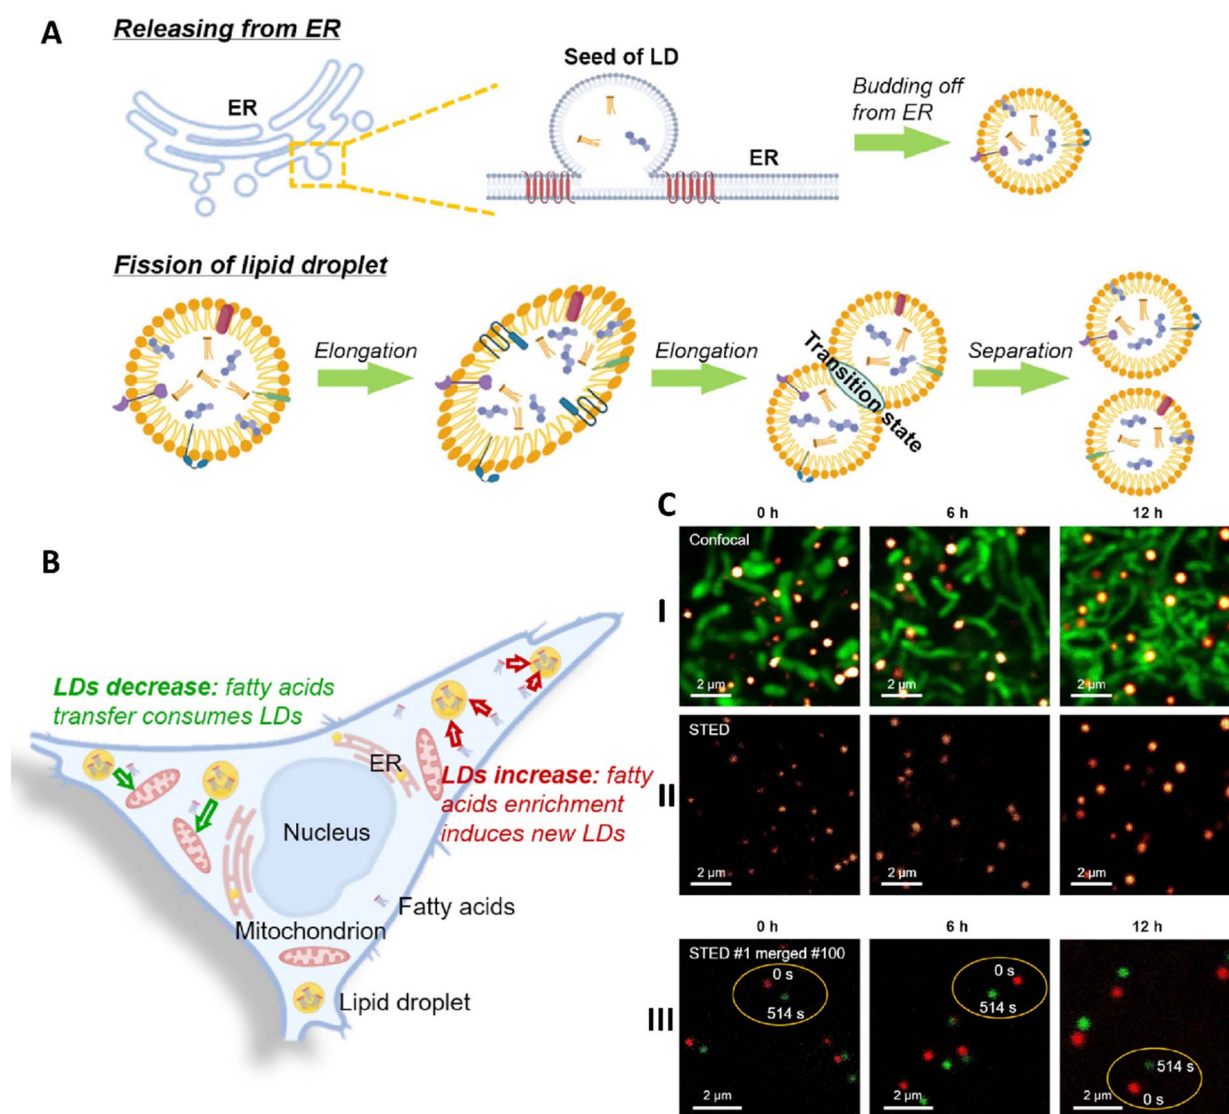 A
Releasing from ER
ER
Seed of LD
ER
Budding off
from ER
Fission of lipid droplet
Elongation
Elongation
Transition state
Separation
B
LDs decrease: fatty acids
transfer consumes LDs
ER
LDs increase: fatty
acids enrichment
induces new LDs
Nucleus
Fatty acids
Mitochondrion
Lipid droplet
C
0 h
6 h
12 h
I
Confocal
2 µm
2 µm
2 µm
II
STED
2 µm
2 µm
2 µm
0 h
6 h
12 h
III
STED #1 merged #100
0 s
514 s
2 µm
0 s
514 s
2 µm
514 s
0 s
2 µm